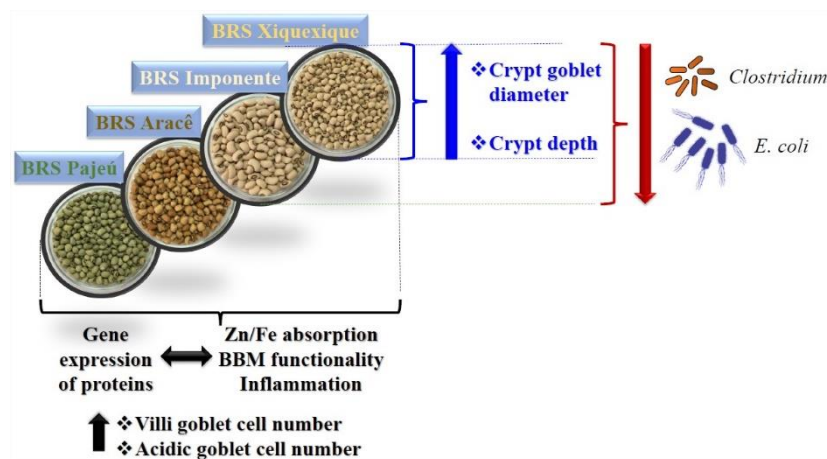 BRS Xiquexique
BRS Imponente
BRS Aracê
BRS Pajeú
❖Crypt goblet
diameter
❖Crypt depth
Clostridium
E. coli
Gene
expression
of proteins
Zn/Fe absorption
BBM functionality
Inflammation
❖Villi goblet cell number
❖Acidic goblet cell number